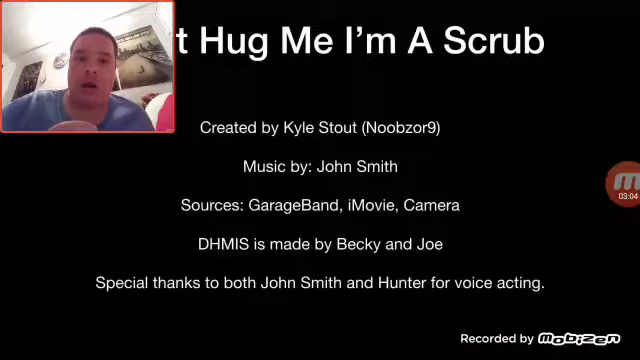 t Hug Me I'm A Scrub
Created by Kyle Stout (Noobzor9)
Music by: John Smith
Sources: GarageBand, iMovie, Camera
DHMIS is made by Becky and Joe
Special thanks to both John Smith and Hunter for voice acting.
03:04
Recorded by Mobizen